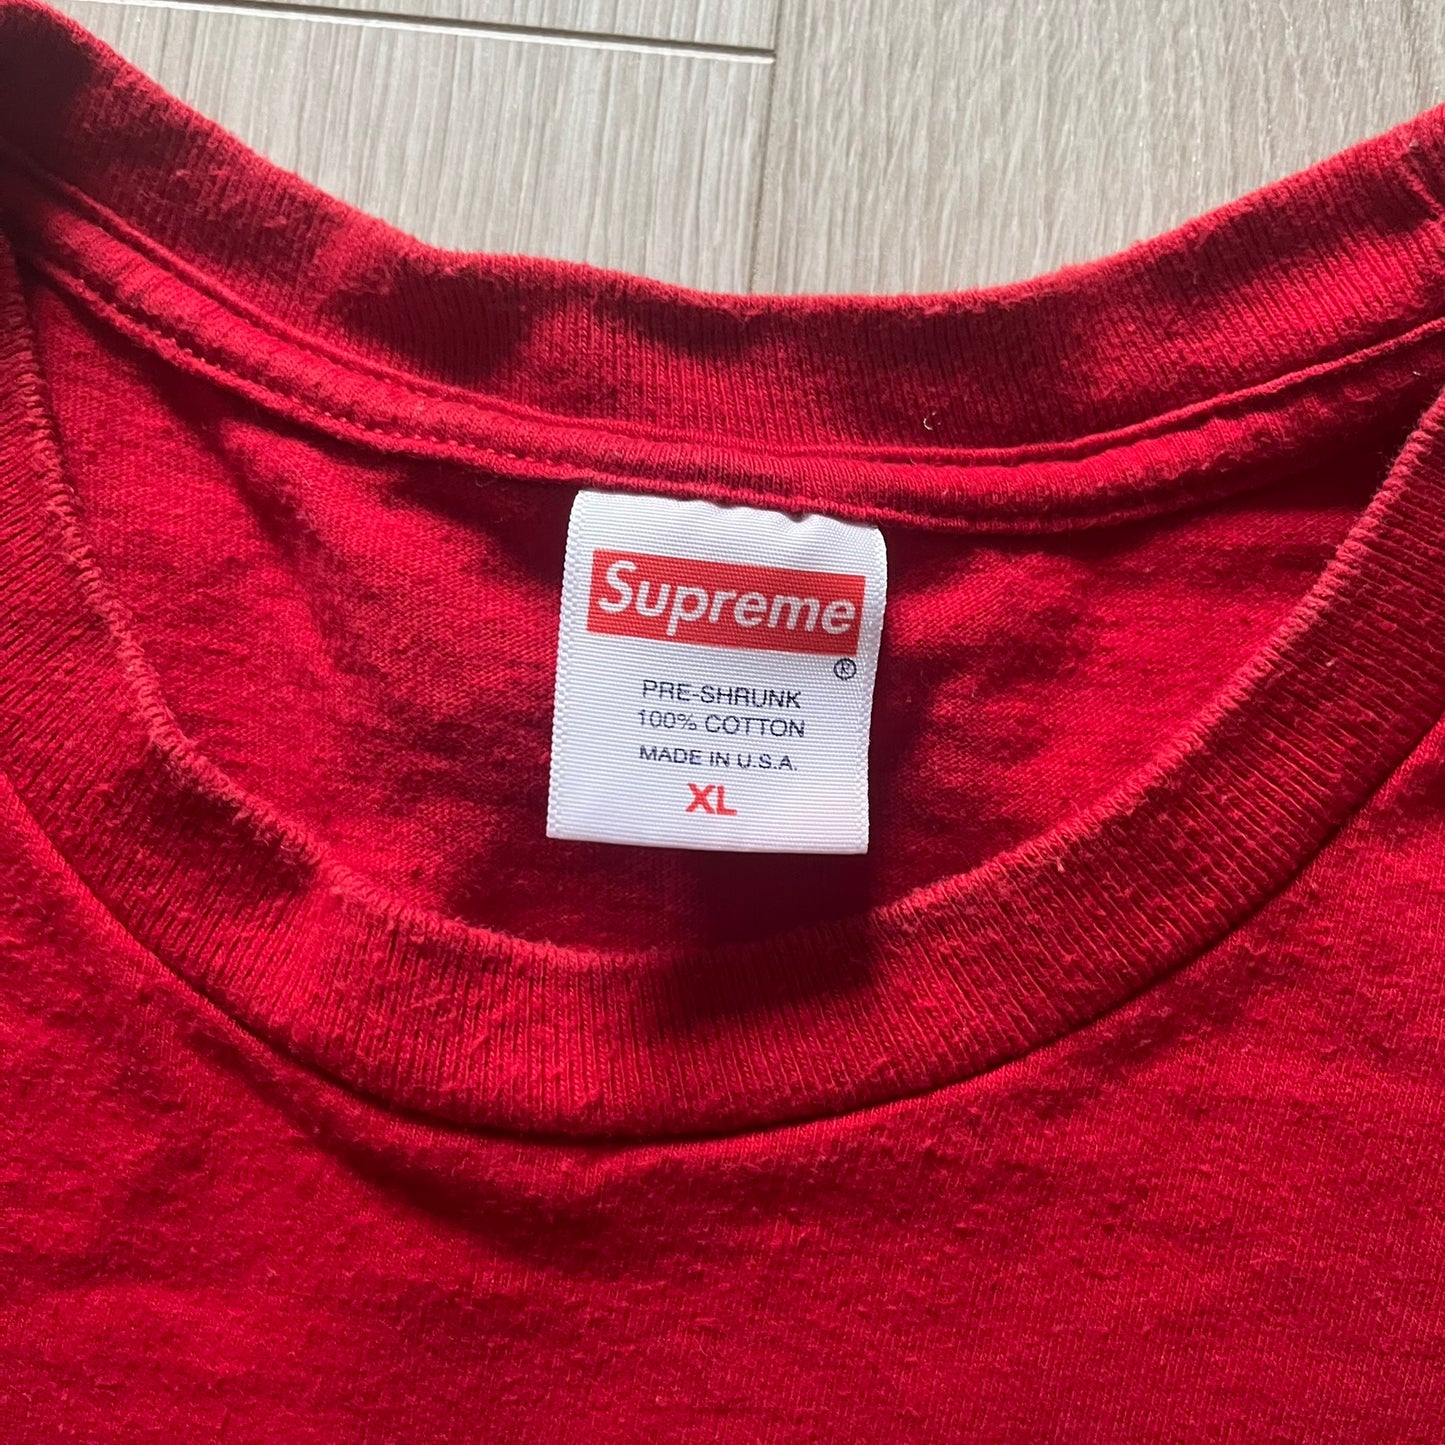 Supreme
®
PRE-SHRUNK
100% COTTON
MADE IN U.S.A.
XL